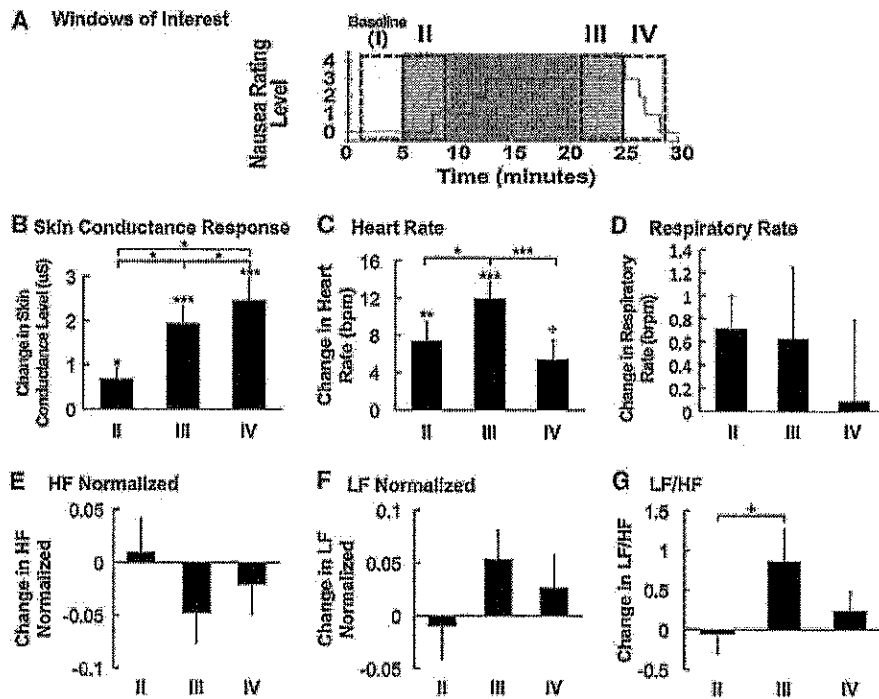 A Windows of Interest
Baseline
(I) II III IV
Nausea Rating
Level
4
3
2
1
0
0 5 10 15 20 25 30
Time (minutes)
B Skin Conductance Response
Change in Skin
Conductance Level (uS)
3
2
1
0
*
* *
* *** ***
II III IV
C Heart Rate
Change in Heart
Rate (bpm)
16
12
8
4
0
* ***
** *** +
II III IV
D Respiratory Rate
Change in Respiratory
Rate (brpm)
1.4
1.2
1
0.8
0.6
0.4
0.2
0
II III IV
E HF Normalized
Change in HF
Normalized
0.05
0
-0.05
-0.1
II III IV
F LF Normalized
Change in LF
Normalized
0.1
0.05
0
-0.05
II III IV
G LF/HF
Change in LF/HF
1.5
1
0.5
0
-0.5
+
II III IV